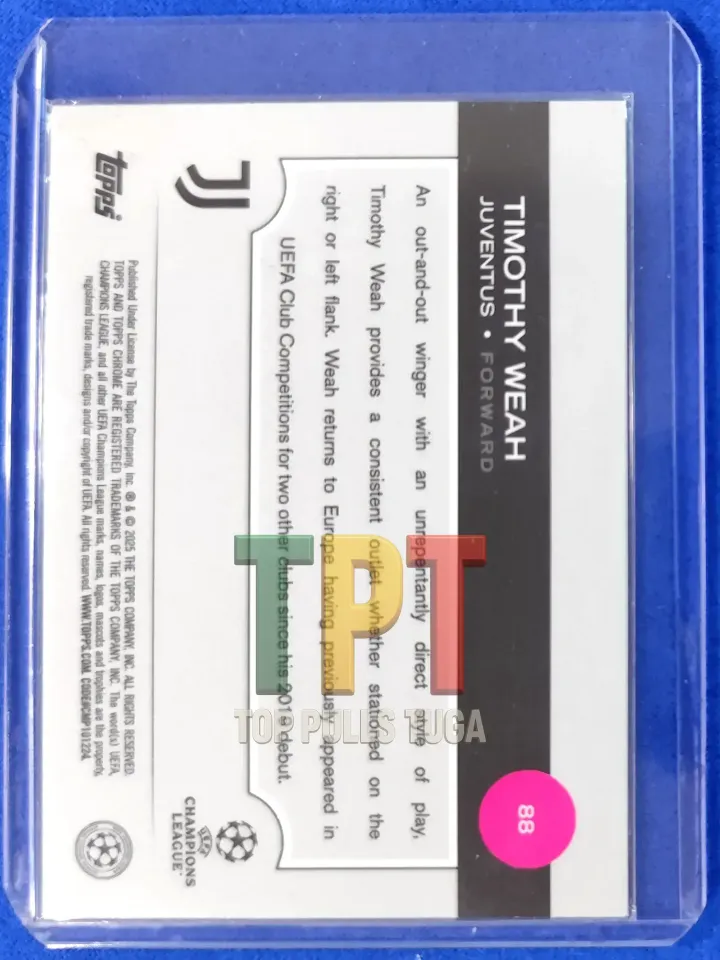 TIMOTHY WEAH
JUVENTUS • FORWARD
88
An out-and-out winger with an unrepentantly direct style of play,
Timothy Weah provides a consistent outlet whether stationed on the
right or left flank. Weah returns to Europe having previously appeared in
UEFA Club Competitions for two other clubs since his 2019 debut.
TPT
TOP PULLS TUGA
UEFA
CHAMPIONS
LEAGUE
topps
Published Under License by The Topps Company, Inc. ® & © 2025 THE TOPPS COMPANY, INC. ALL RIGHTS RESERVED.
TOPPS AND TOPPS CHROME ARE REGISTERED TRADEMARKS OF THE TOPPS COMPANY, INC. The word(s) UEFA,
CHAMPIONS LEAGUE, and all other UEFA Champions League marks, names, logos, mascots and trophies are the property,
registered trade marks, designs and/or copyright of UEFA. All rights reserved. WWW.TOPPS.COM. CODE#CMP101224